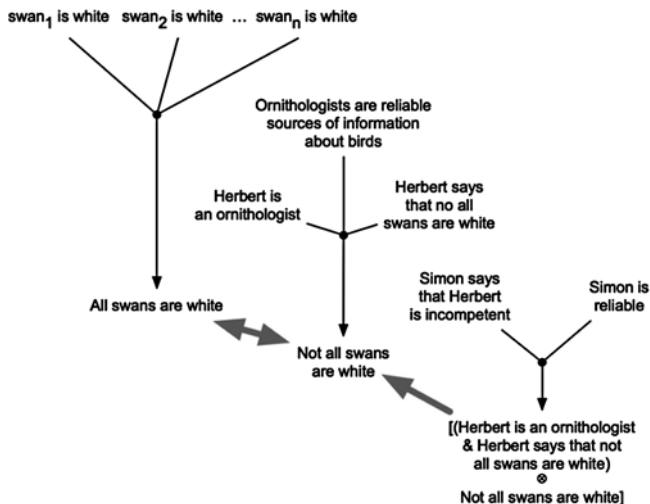 swan1 is white swan2 is white ... swann is white
Ornithologists are reliable
sources of information
about birds
Herbert is
an ornithologist
Herbert says
that no all
swans are white
All swans are white
Simon says
that Herbert
is incompetent
Simon is
reliable
Not all swans
are white
[(Herbert is an ornithologist
& Herbert says that not
all swans are white)
⊗
Not all swans are white]